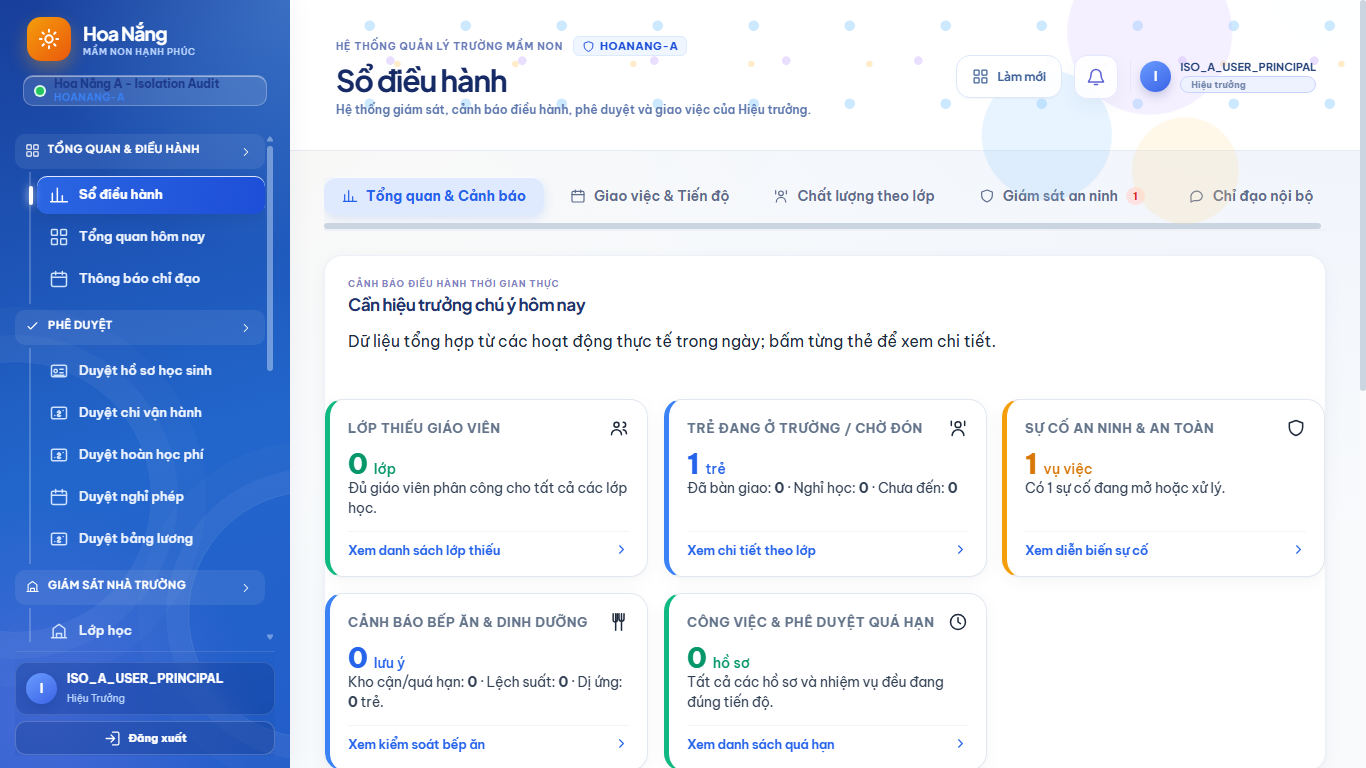 Hoa Nắng
MẦM NON HẠNH PHÚC
Hoa Nắng A - Isolation Audit
HOANANG-A
TỔNG QUAN & ĐIỀU HÀNH
Sổ điều hành
Tổng quan hôm nay
Thông báo chỉ đạo
PHÊ DUYỆT
Duyệt hồ sơ học sinh
Duyệt chi vận hành
Duyệt hoàn học phí
Duyệt nghỉ phép
Duyệt bảng lương
GIÁM SÁT NHÀ TRƯỜNG
Lớp học
ISO_A_USER_PRINCIPAL
Hiệu Trưởng
Đăng xuất
HỆ THỐNG QUẢN LÝ TRƯỜNG MẦM NON HOANANG-A
Sổ điều hành
Hệ thống giám sát, cảnh báo điều hành, phê duyệt và giao việc của Hiệu trưởng.
Làm mới
I
ISO_A_USER_PRINCIPAL
Hiệu trưởng
Tổng quan & Cảnh báo
Giao việc & Tiến độ
Chất lượng theo lớp
Giám sát an ninh 1
Chỉ đạo nội bộ
CẢNH BÁO ĐIỀU HÀNH THỜI GIAN THỰC
Cần hiệu trưởng chú ý hôm nay
Dữ liệu tổng hợp từ các hoạt động thực tế trong ngày; bấm từng thẻ để xem chi tiết.
LỚP THIẾU GIÁO VIÊN
0 lớp
Đủ giáo viên phân công cho tất cả các lớp
học.
Xem danh sách lớp thiếu
TRẺ ĐANG Ở TRƯỜNG / CHỜ ĐÓN
1 trẻ
Đã bàn giao: 0 · Nghỉ học: 0 · Chưa đến: 0
Xem chi tiết theo lớp
SỰ CỐ AN NINH & AN TOÀN
1 vụ việc
Có 1 sự cố đang mở hoặc xử lý.
Xem diễn biến sự cố
CẢNH BÁO BẾP ĂN & DINH DƯỠNG
0 lưu ý
Kho cận/quá hạn: 0 · Lệch suất: 0 · Dị ứng:
0 trẻ.
Xem kiểm soát bếp ăn
CÔNG VIỆC & PHÊ DUYỆT QUÁ HẠN
0 hồ sơ
Tất cả các hồ sơ và nhiệm vụ đều đang
đúng tiến độ.
Xem danh sách quá hạn
I